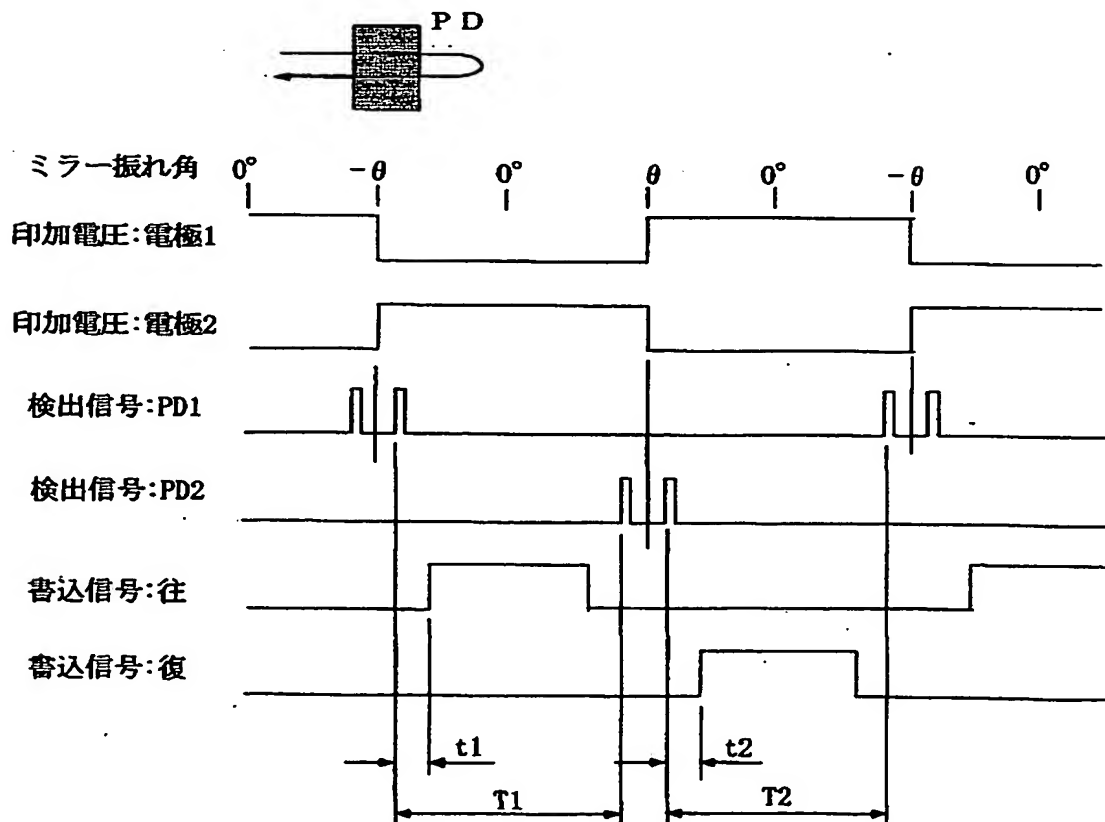 PD
ミラー振れ角 0° -θ 0° θ 0° -θ 0°
印加電圧:電極1
印加電圧:電極2
検出信号:PD1
検出信号:PD2
書込信号:往
書込信号:復
t1 t2
T1 T2